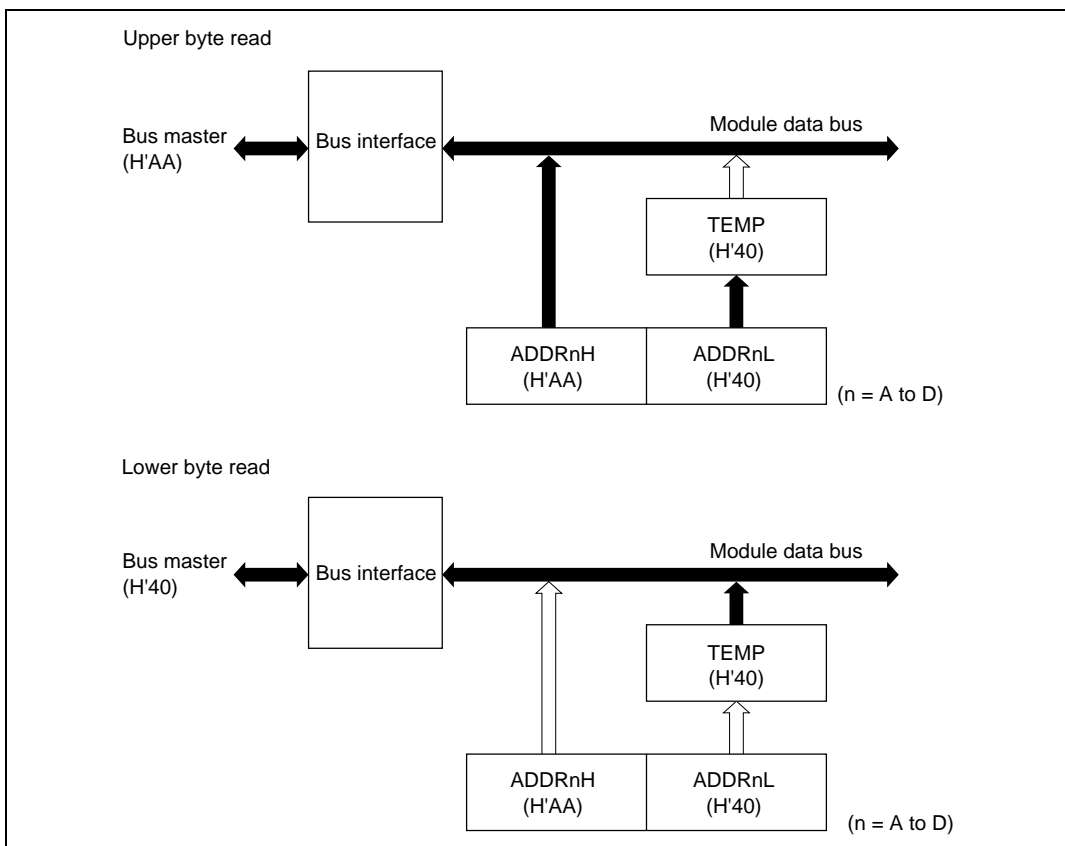 Upper byte read
Bus master
(H'AA)
Bus interface
Module data bus
TEMP
(H'40)
ADDRnH
(H'AA)
ADDRnL
(H'40)
(n = A to D)
Lower byte read
Bus master
(H'40)
Bus interface
Module data bus
TEMP
(H'40)
ADDRnH
(H'AA)
ADDRnL
(H'40)
(n = A to D)